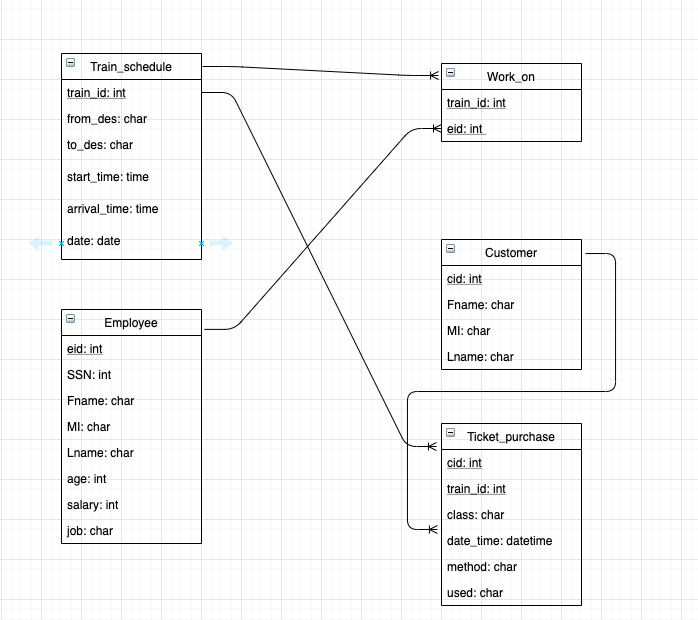 Train_schedule
train_id: int
from_des: char
to_des: char
start_time: time
arrival_time: time
date: date
Employee
eid: int
SSN: int
Fname: char
MI: char
Lname: char
age: int
salary: int
job: char
Work_on
train_id: int
eid: int
Customer
cid: int
Fname: char
MI: char
Lname: char
Ticket_purchase
cid: int
train_id: int
class: char
date_time: datetime
method: char
used: char